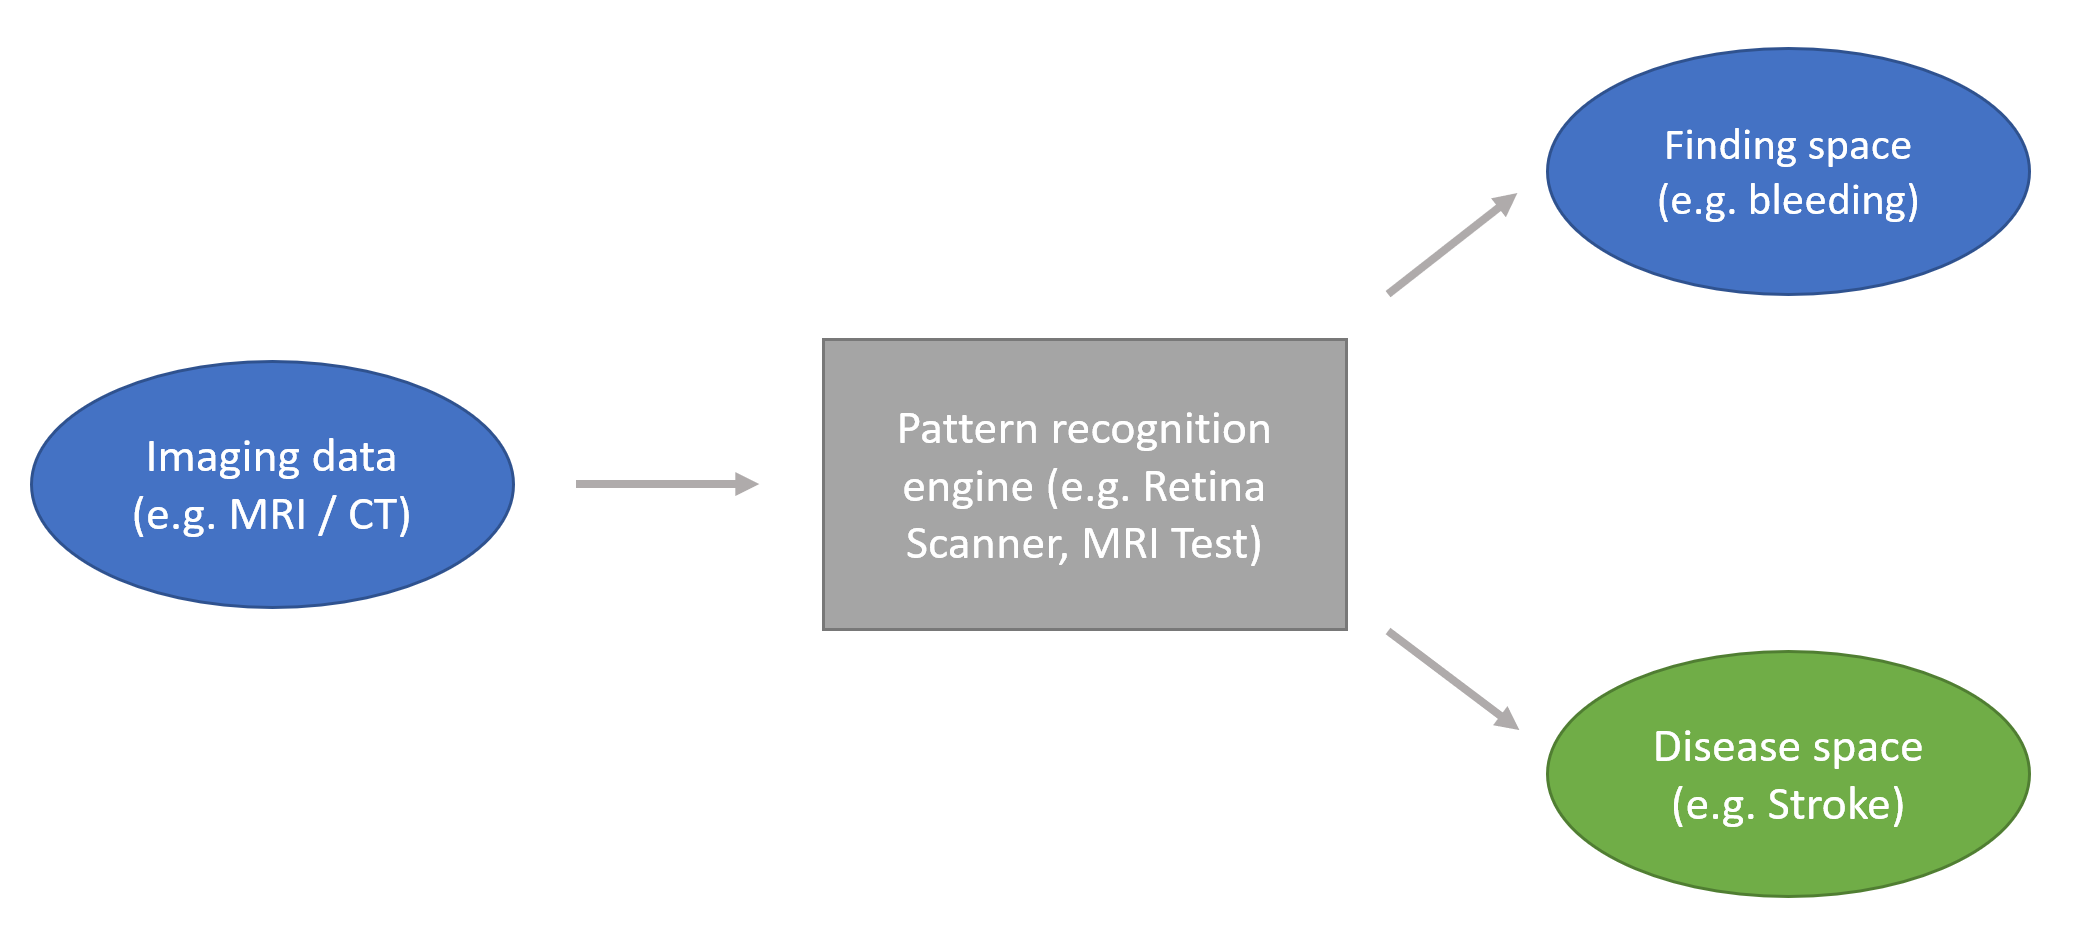 Finding space
(e.g. bleeding)
Imaging data
(e.g. MRI / CT)
Pattern recognition
engine (e.g. Retina
Scanner, MRI Test)
Disease space
(e.g. Stroke)